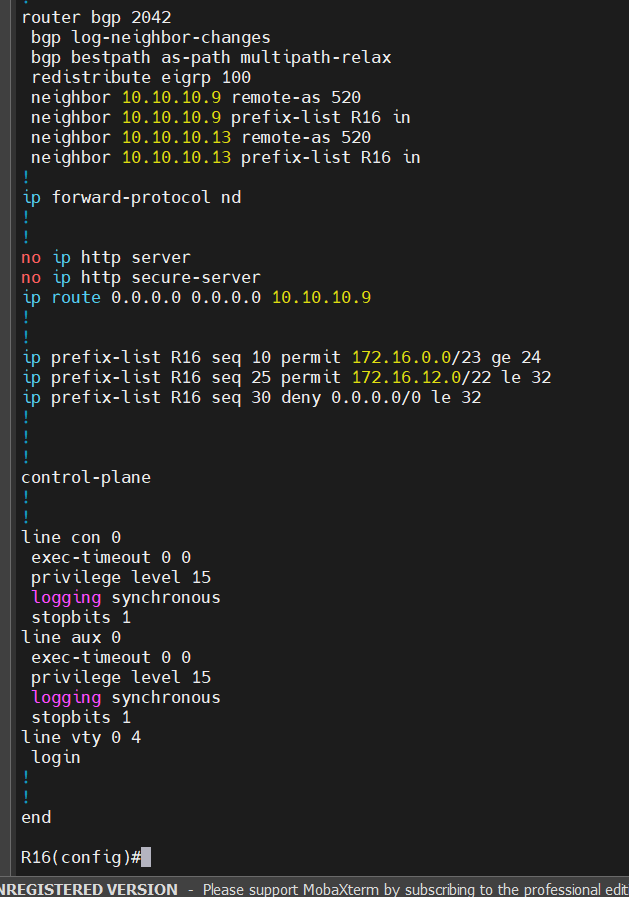 !
router bgp 2042
 bgp log-neighbor-changes
 bgp bestpath as-path multipath-relax
 redistribute eigrp 100
 neighbor 10.10.10.9 remote-as 520
 neighbor 10.10.10.9 prefix-list R16 in
 neighbor 10.10.10.13 remote-as 520
 neighbor 10.10.10.13 prefix-list R16 in
!
ip forward-protocol nd
!
!
no ip http server
no ip http secure-server
ip route 0.0.0.0 0.0.0.0 10.10.10.9
!
!
ip prefix-list R16 seq 10 permit 172.16.0.0/23 ge 24
ip prefix-list R16 seq 25 permit 172.16.12.0/22 le 32
ip prefix-list R16 seq 30 deny 0.0.0.0/0 le 32
!
!
!
control-plane
!
!
line con 0
 exec-timeout 0 0
 privilege level 15
 logging synchronous
 stopbits 1
line aux 0
 exec-timeout 0 0
 privilege level 15
 logging synchronous
 stopbits 1
line vty 0 4
 login
!
!
end
R16(config)#
NREGISTERED VERSION - Please support MobaXterm by subscribing to the professional edit